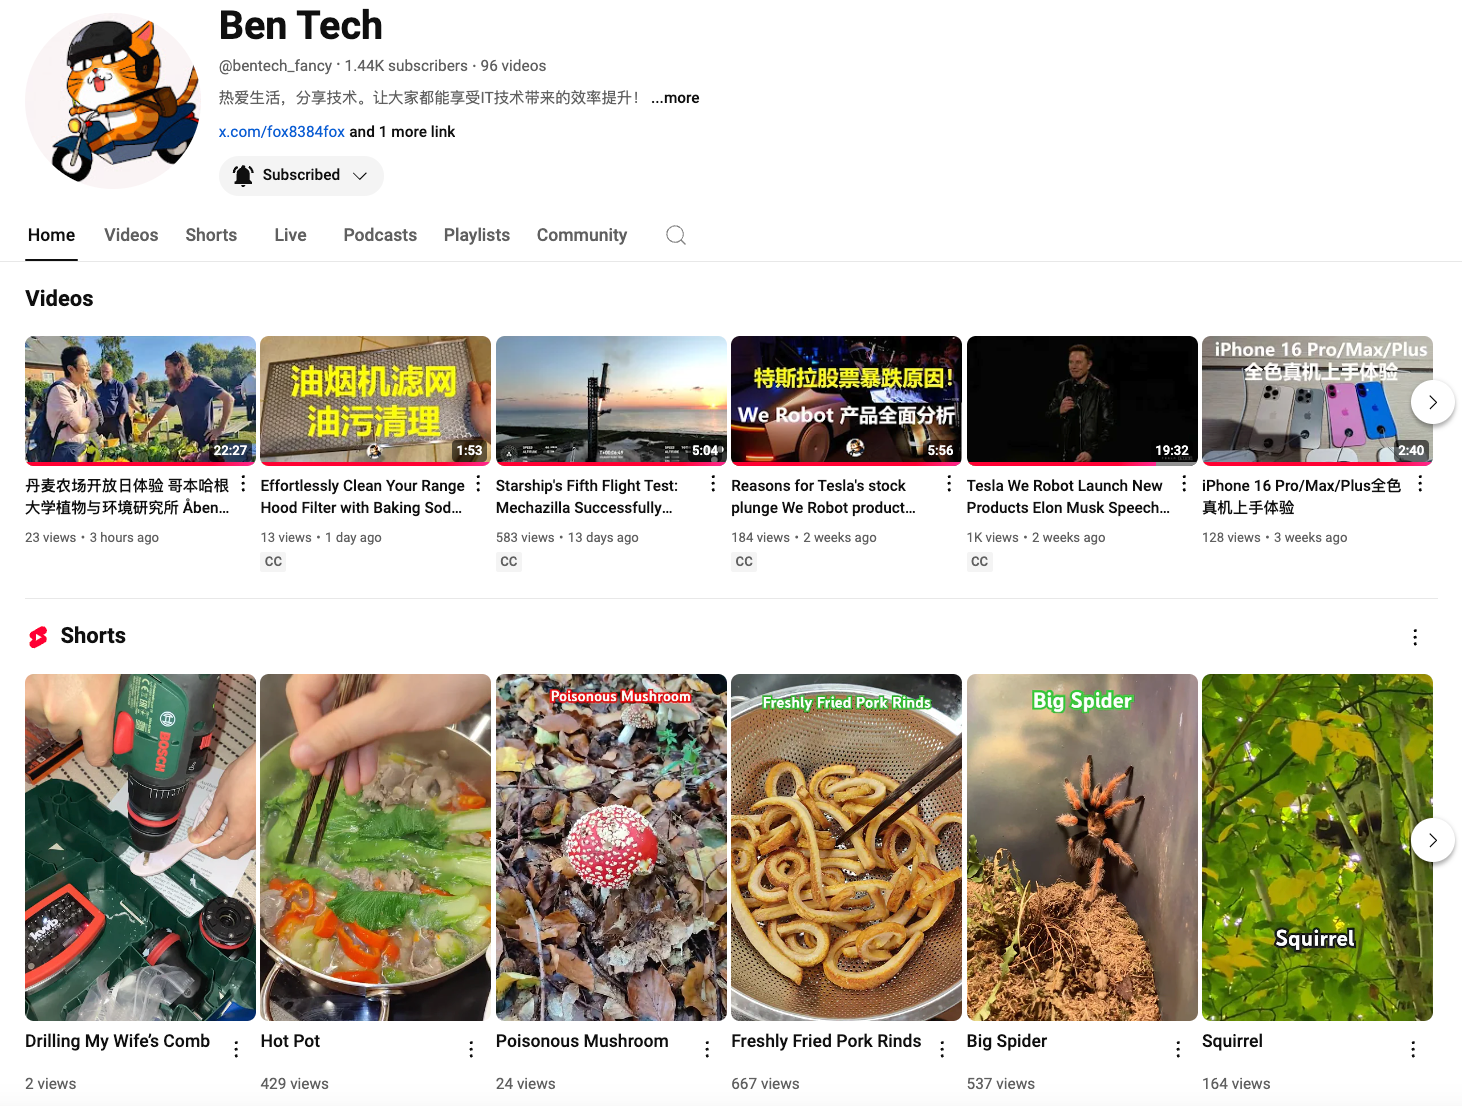 Ben Tech
@bentech_fancy · 1.44K subscribers · 96 videos
热爱生活，分享技术。让大家都能享受IT技术带来的效率提升！ ...more
x.com/fox8384fox and 1 more link
Subscribed
Home Videos Shorts Live Podcasts Playlists Community
Videos
22:27
油烟机滤网
油污清理
1:53
5:04
特斯拉股票暴跌原因!
We Robot 产品全面分析
5:56
19:32
iPhone 16 Pro/Max/Plus
全色真机上手体验
2:40
丹麦农场开放日体验 哥本哈根
大学植物与环境研究所 Åben...
23 views · 3 hours ago
Effortlessly Clean Your Range
Hood Filter with Baking Sod...
13 views · 1 day ago
CC
Starship's Fifth Flight Test:
Mechazilla Successfully...
583 views · 13 days ago
CC
Reasons for Tesla's stock
plunge We Robot product...
184 views · 2 weeks ago
CC
Tesla We Robot Launch New
Products Elon Musk Speech...
1K views · 2 weeks ago
CC
iPhone 16 Pro/Max/Plus全色
真机上手体验
128 views · 3 weeks ago
Shorts
BOSCH
Poisonous Mushroom
Freshly Fried Pork Rinds
Big Spider
Squirrel
Drilling My Wife's Comb
2 views
Hot Pot
429 views
Poisonous Mushroom
24 views
Freshly Fried Pork Rinds
667 views
Big Spider
537 views
Squirrel
164 views